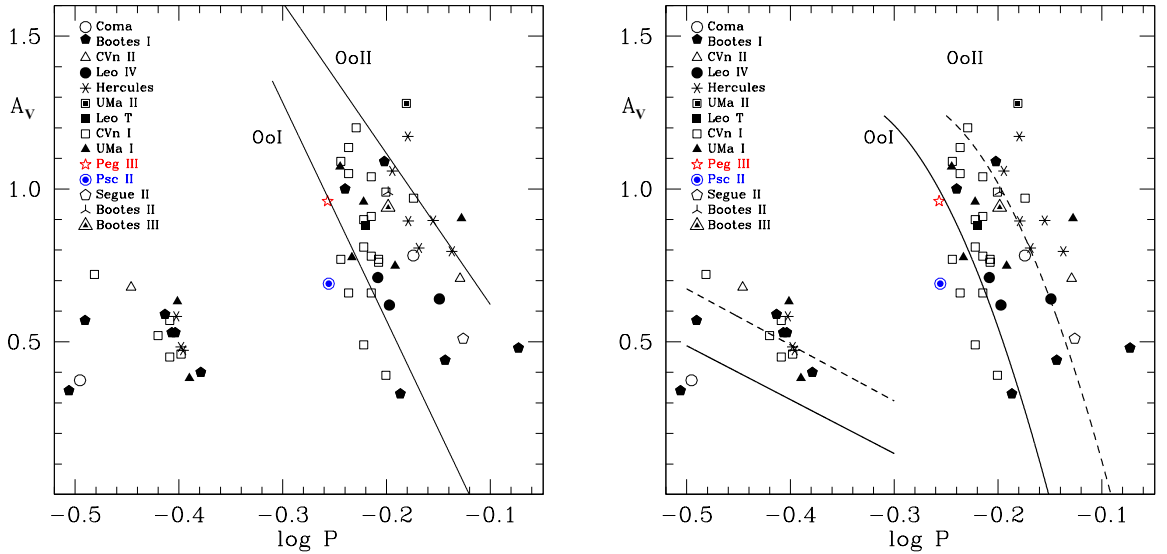 Coma
Bootes I
CVn II
Leo IV
Hercules
UMa II
Leo T
CVn I
UMa I
Peg III
Psc II
Segue II
Bootes II
Bootes III
OoII
OoI
1.5
1.0
0.5
A_V
−0.5 −0.4 −0.3 −0.2 −0.1
log P
Coma
Bootes I
CVn II
Leo IV
Hercules
UMa II
Leo T
CVn I
UMa I
Peg III
Psc II
Segue II
Bootes II
Bootes III
OoII
OoI
1.5
1.0
0.5
A_V
−0.5 −0.4 −0.3 −0.2 −0.1
log P